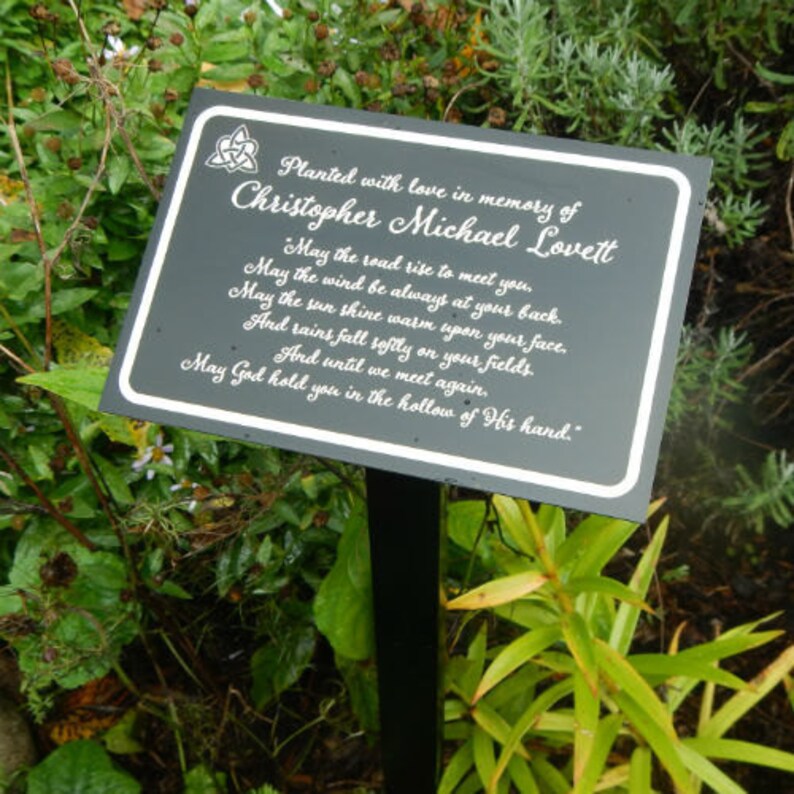 Planted with love in memory of
Christopher Michael Lovett
"May the road rise to meet you,
May the wind be always at your back.
May the sun shine warm upon your face,
And rains fall softly on your fields.
And until we meet again,
May God hold you in the hollow of His hand."